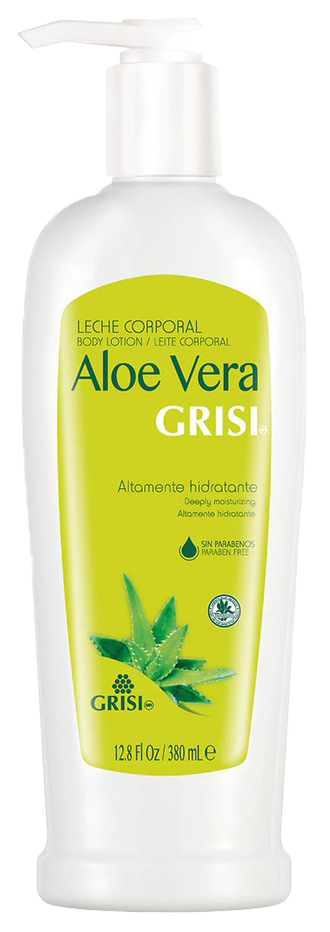 LECHE CORPORAL
BODY LOTION / LEITE CORPORAL
Aloe Vera
GRISI
Altamente hidratante
Deeply moisturizing
Altamente hidratante
SIN PARABENOS
PARABEN FREE
GRISI MR
12.8 Fl Oz / 380 mL ℮